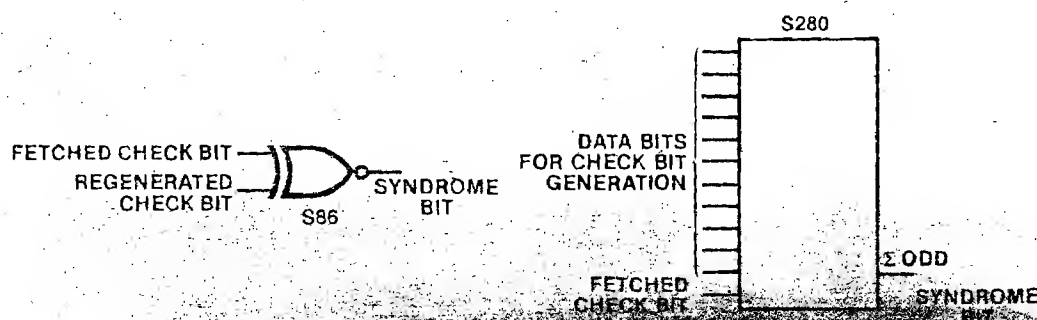 FETCHED CHECK BIT
REGENERATED
CHECK BIT
S86
SYNDROME
BIT
S280
DATA BITS
FOR CHECK BIT
GENERATION
FETCHED
CHECK BIT
Σ ODD
SYNDROME
BIT